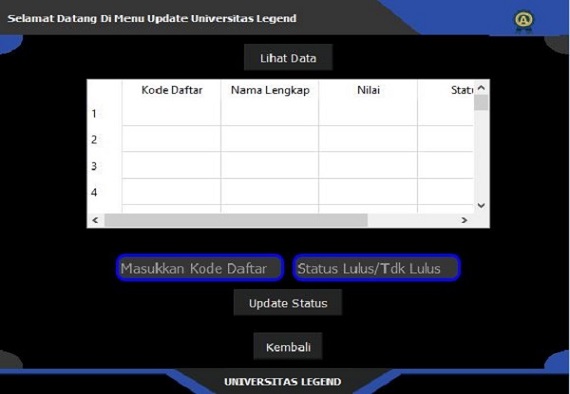 Selamat Datang Di Menu Update Universitas Legend
A
Lihat Data
Kode Daftar Nama Lengkap Nilai Statu
1
2
3
4
Masukkan Kode Daftar Status Lulus/Tdk Lulus
Update Status
Kembali
UNIVERSITAS LEGEND